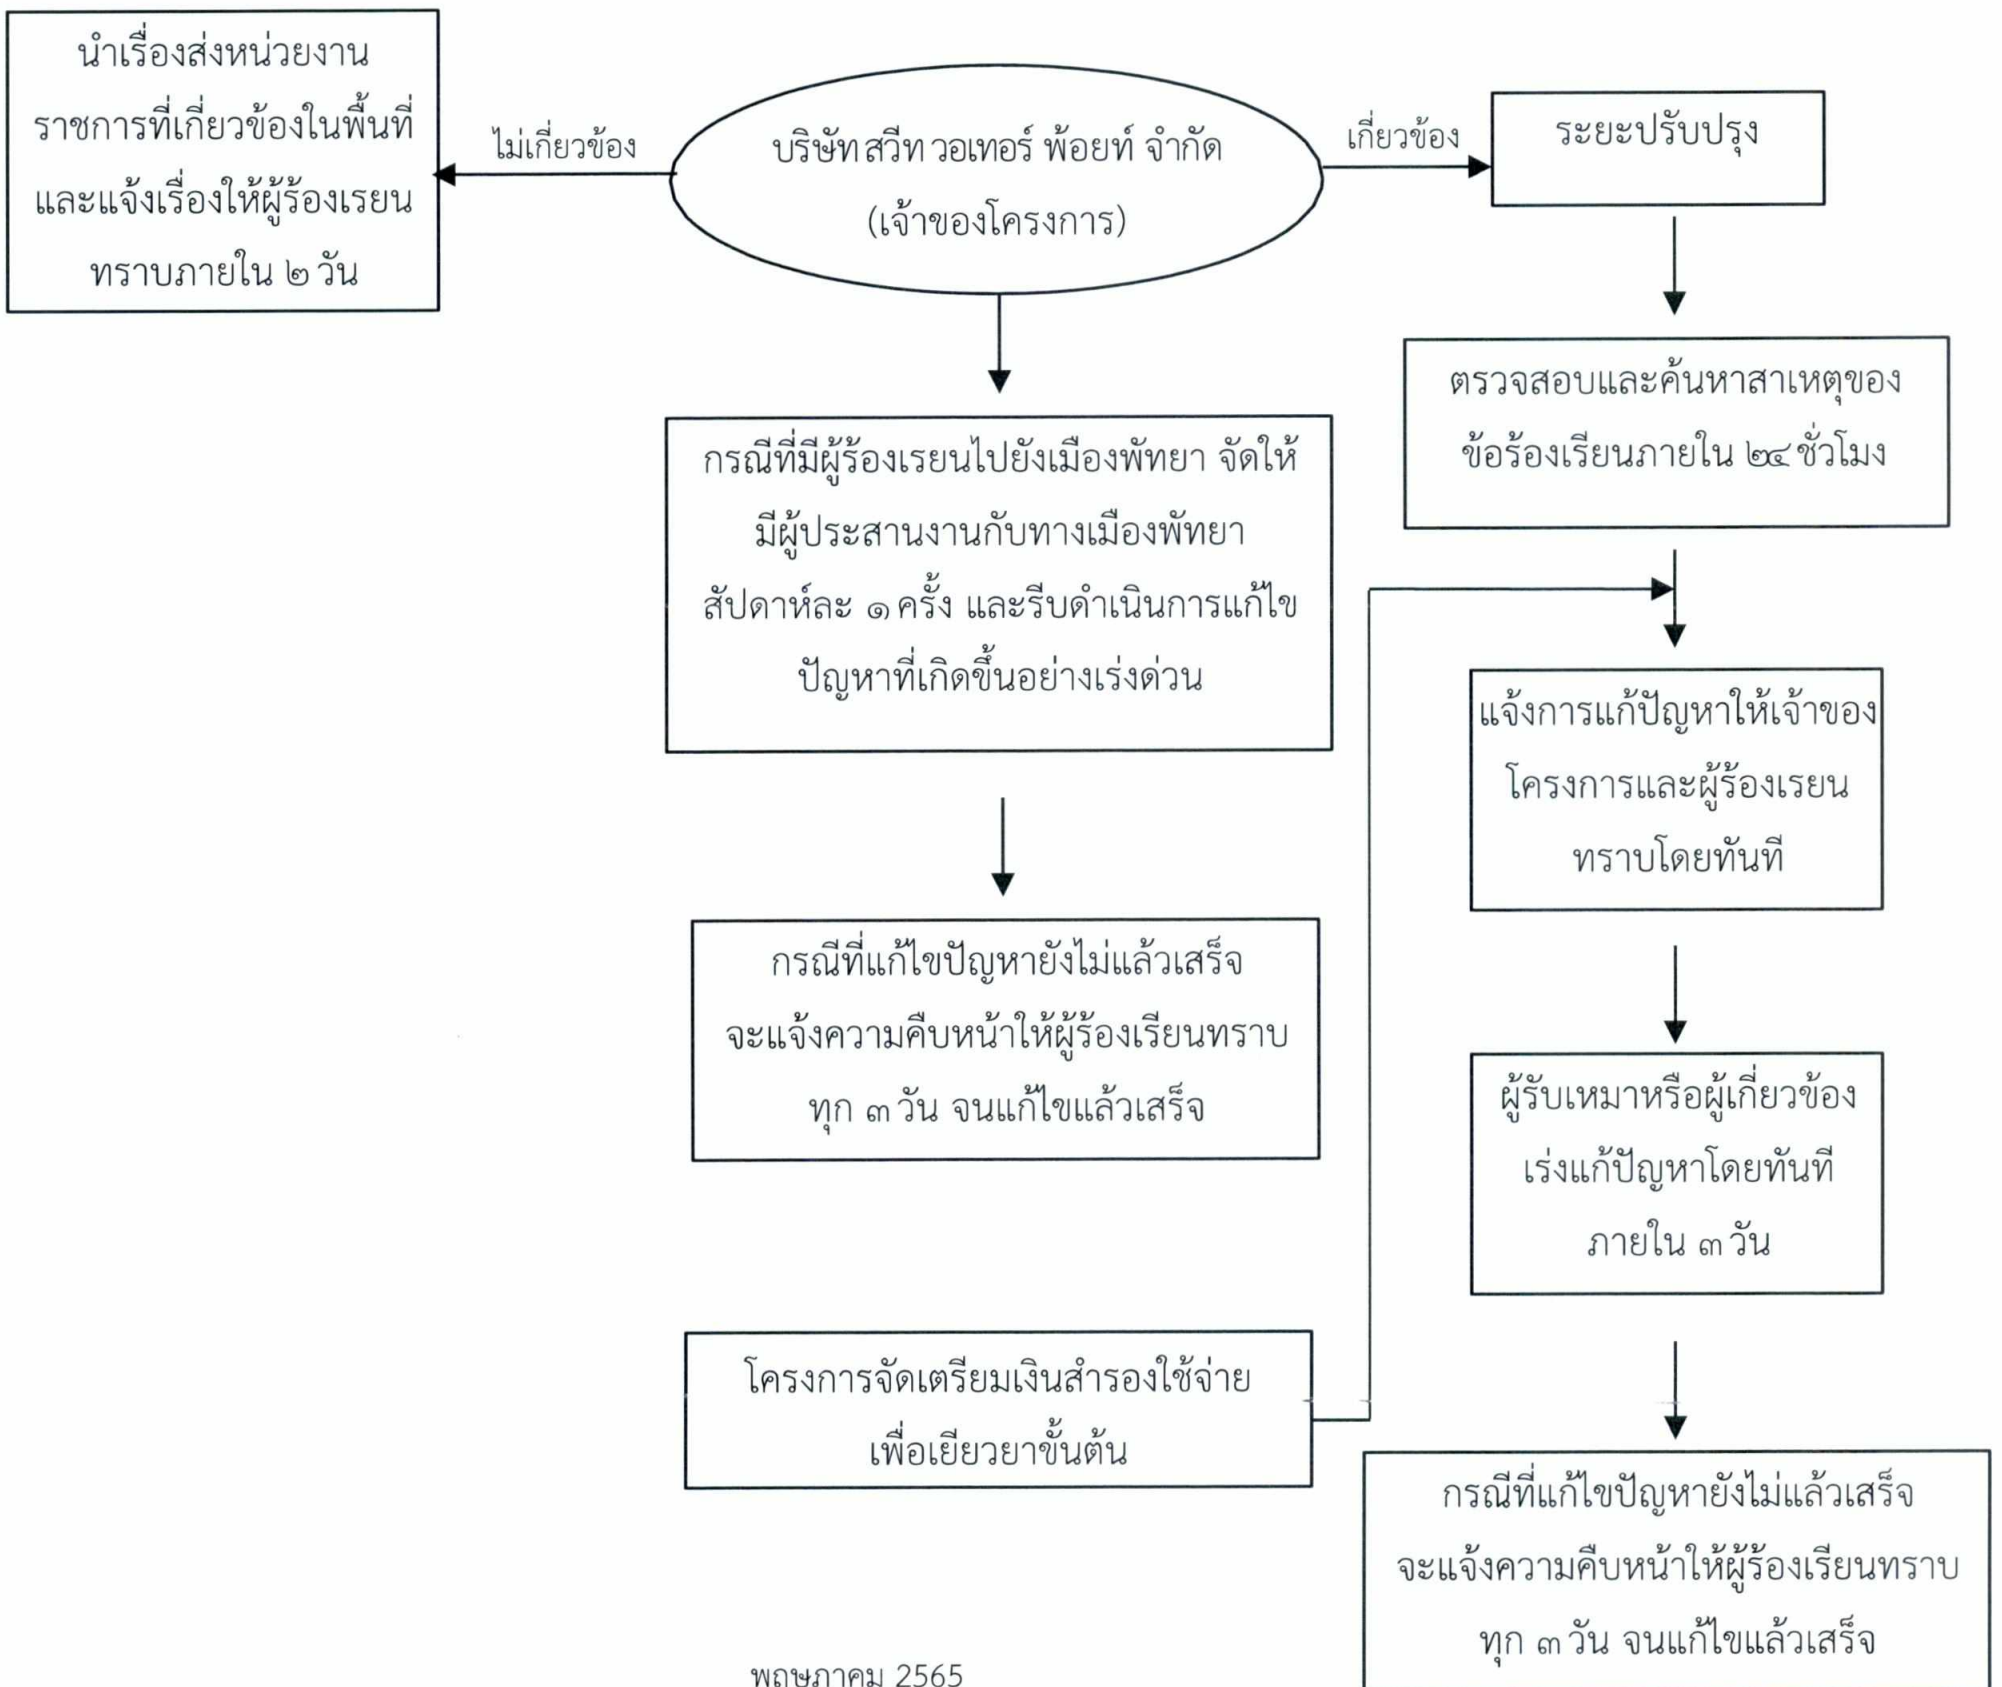 นำเรื่องส่งหน่วยงาน
ราชการที่เกี่ยวข้องในพื้นที่
และแจ้งเรื่องให้ผู้ร้องเรยน
ทราบภายใน ๒ วัน
ไม่เกี่ยวข้อง
บริษัท สวีท วอเทอร์ พ้อยท์ จำกัด
(เจ้าของโครงการ)
เกี่ยวข้อง
ระยะปรับปรุง
ตรวจสอบและค้นหาสาเหตุของ
ข้อร้องเรียนภายใน ๒๔ ชั่วโมง
กรณีที่มีผู้ร้องเรยนไปยังเมืองพัทยา จัดให้
มีผู้ประสานงานกับทางเมืองพัทยา
สัปดาห์ละ ๑ ครั้ง และรีบดำเนินการแก้ไข
ปัญหาที่เกิดขึ้นอย่างเร่งด่วน
แจ้งการแก้ปัญหาให้เจ้าของ
โครงการและผู้ร้องเรยน
ทราบโดยทันที
กรณีที่แก้ไขปัญหายังไม่แล้วเสร็จ
จะแจ้งความคืบหน้าให้ผู้ร้องเรียนทราบ
ทุก ๓ วัน จนแก้ไขแล้วเสร็จ
ผู้รับเหมาหรือผู้เกี่ยวข้อง
เร่งแก้ปัญหาโดยทันที
ภายใน ๓ วัน
โครงการจัดเตรียมเงินสำรองใช้จ่าย
เพื่อเยียวยาขั้นต้น
กรณีที่แก้ไขปัญหายังไม่แล้วเสร็จ
จะแจ้งความคืบหน้าให้ผู้ร้องเรียนทราบ
ทุก ๓ วัน จนแก้ไขแล้วเสร็จ
พฤษภาคม 2565